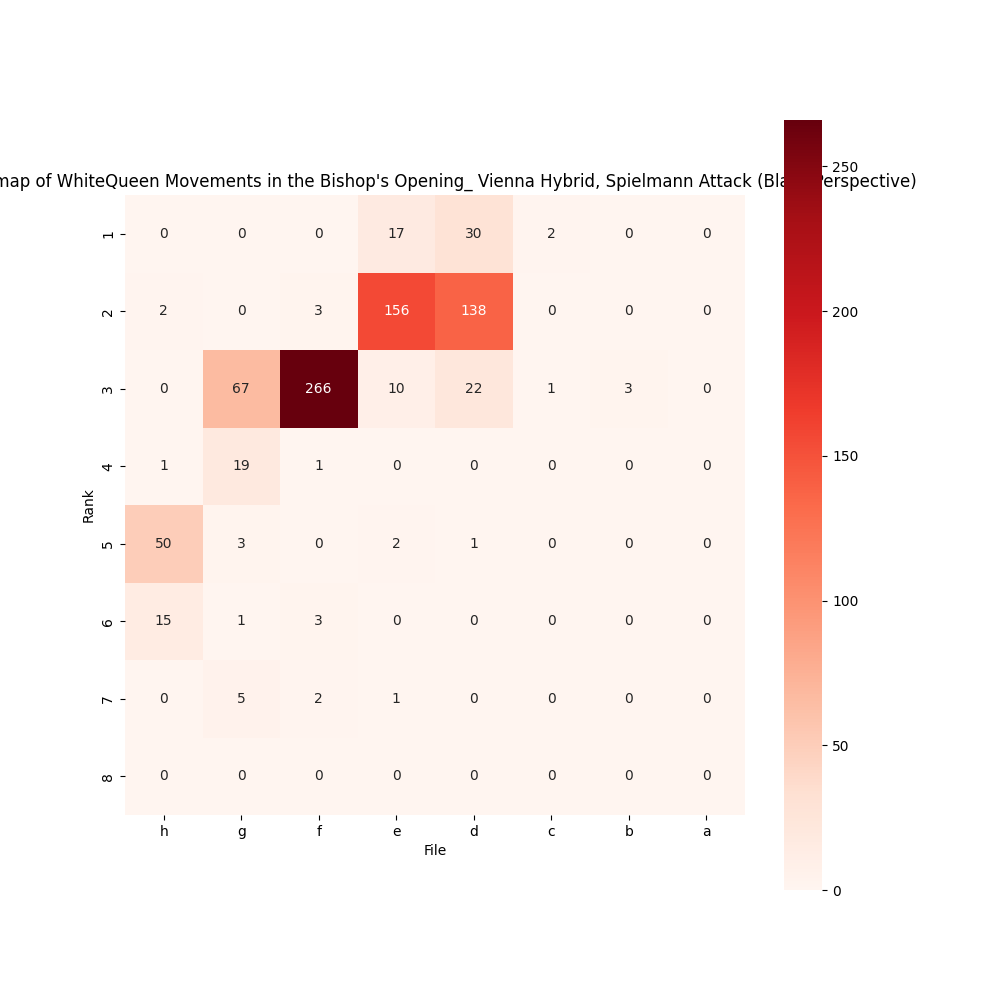 map of WhiteQueen Movements in the Bishop's Opening_ Vienna Hybrid, Spielmann Attack (Bla Perspective)
250
200
150
100
50
0
1 0 0 0 17 30 2 0 0
2 2 0 3 156 138 0 0 0
3 0 67 266 10 22 1 3 0
4 1 19 1 0 0 0 0 0
Rank
5 50 3 0 2 1 0 0 0
6 15 1 3 0 0 0 0 0
7 0 5 2 1 0 0 0 0
8 0 0 0 0 0 0 0 0
h g f e d c b a
File